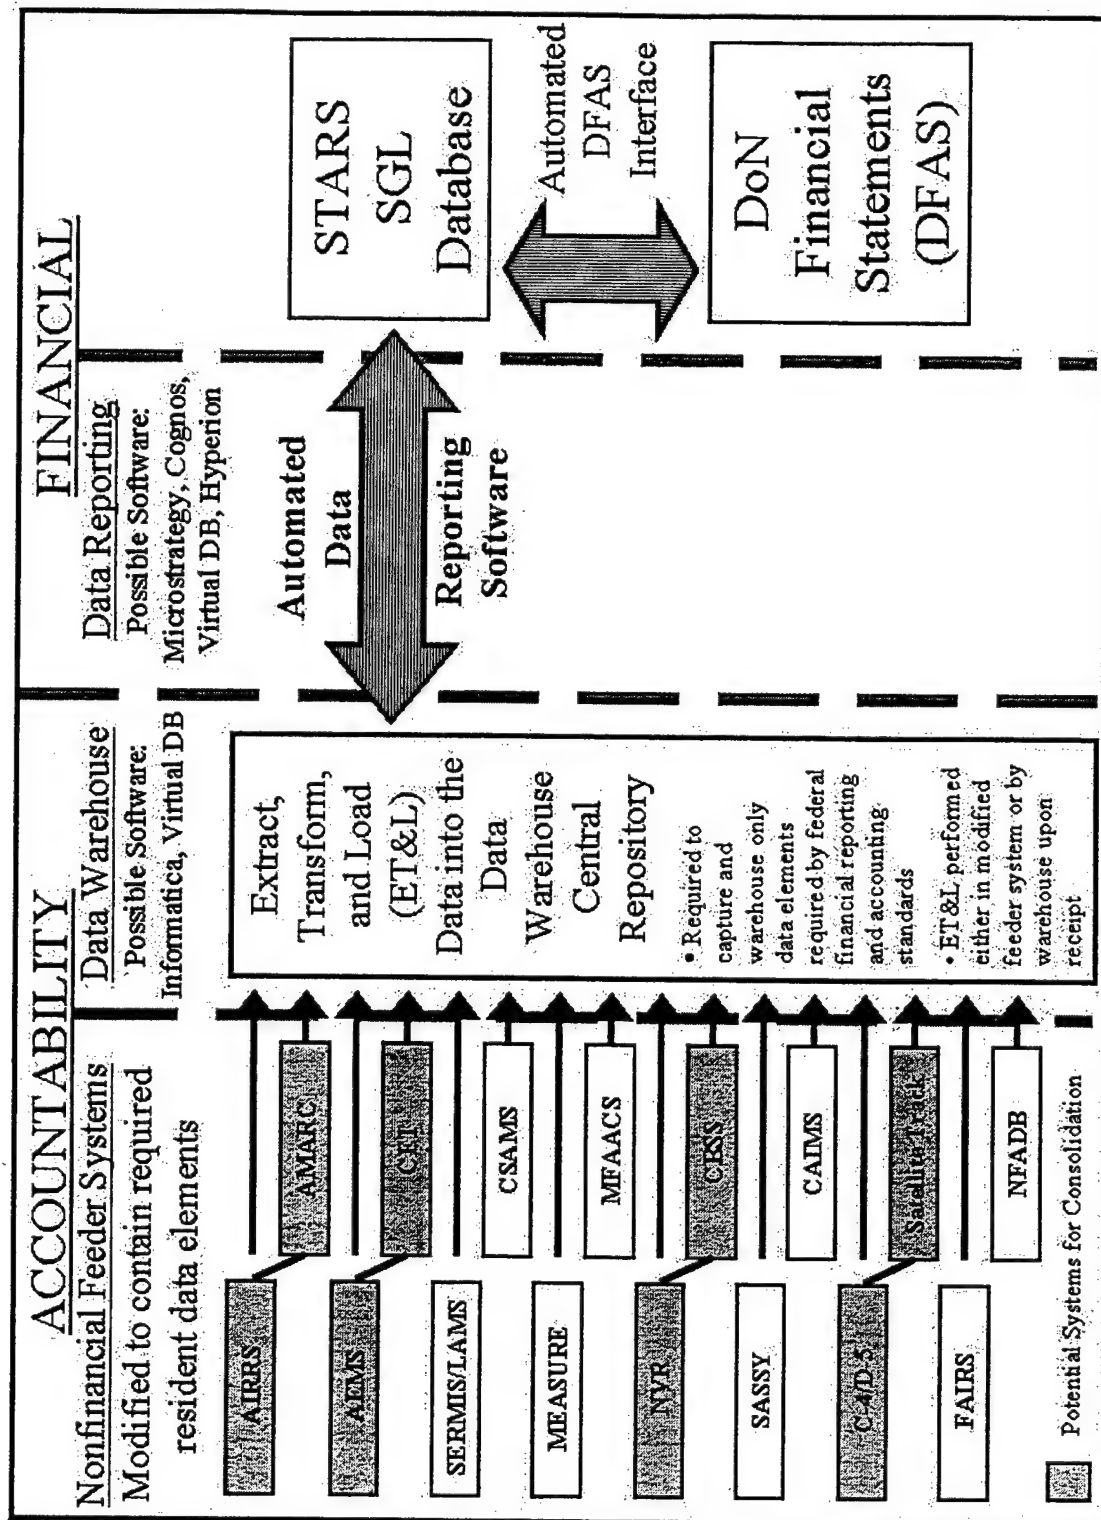 ACCOUNTABILITY
FINANCIAL
Nonfinancial Feeder Systems
Modified to contain required
resident data elements
Data Warehouse
Possible Software:
Informatica, Virtual DB
Data Reporting
Possible Software:
Microstrategy, Cognos,
Virtual DB, Hyperion
AIRRS
AMARC
AEMS
CET
SERMIS/LAMS
CSAMS
MEASURE
MFAACS
NVR
CBSS
SASSY
CAIMS
C-4/D-5
Satellite Track
FAIRS
NFADB
Potential Systems for Consolidation
Extract,
Transform,
and Load
(ET&L)
Data into the
Data
Warehouse
Central
Repository
• Required to
capture and
warehouse only
data elements
required by federal
financial reporting
and accounting
standards
• ET&L performed
either in modified
feeder system or by
warehouse upon
receipt
Automated
Data
Reporting
Software
STARS
SGL
Database
Automated
DFAS
Interface
DoN
Financial
Statements
(DFAS)